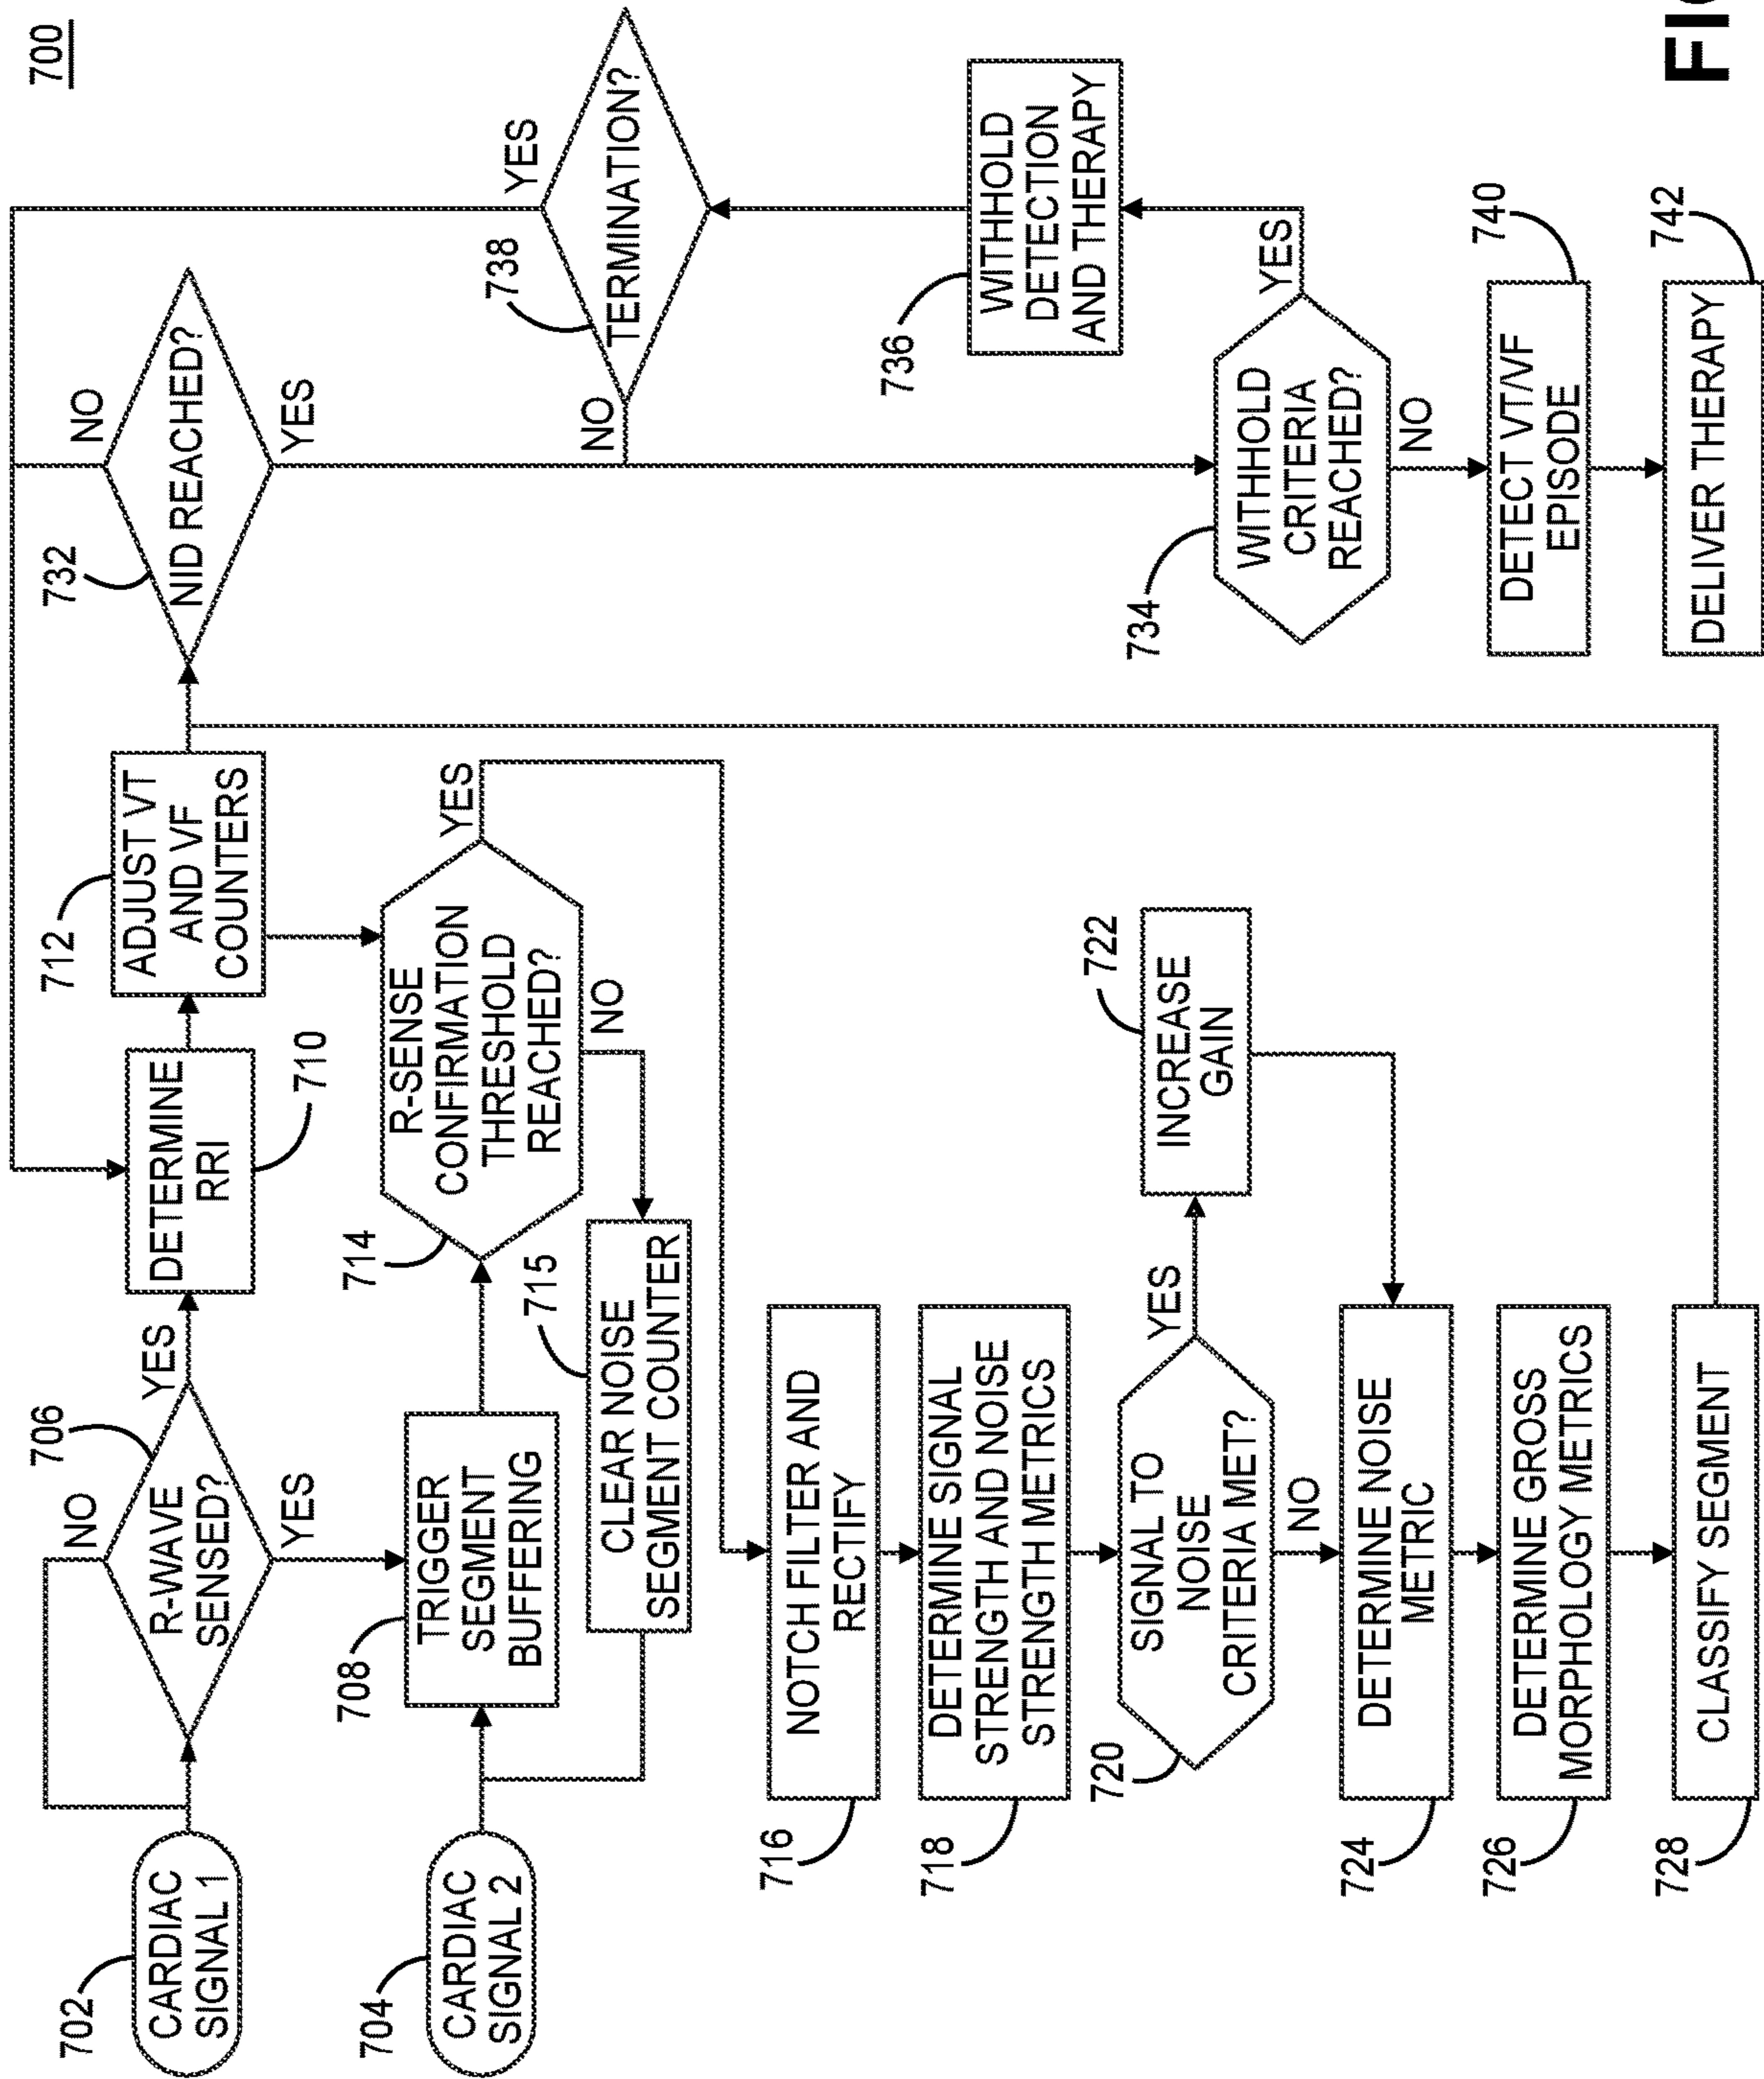 700
702
CARDIAC
SIGNAL 1
706
R-WAVE
SENSED?
NO
YES
YES
DETERMINE
RRI
710
712
ADJUST VT
AND VF
COUNTERS
732
NID REACHED?
NO
YES
704
CARDIAC
SIGNAL 2
708
TRIGGER
SEGMENT
BUFFERING
714
R-SENSE
CONFIRMATION
THRESHOLD
REACHED?
YES
NO
715
CLEAR NOISE
SEGMENT COUNTER
738
TERMINATION?
YES
NO
716
NOTCH FILTER AND
RECTIFY
718
DETERMINE SIGNAL
STRENGTH AND NOISE
STRENGTH METRICS
720
SIGNAL TO
NOISE
CRITERIA MET?
YES
NO
722
INCREASE
GAIN
736
WITHHOLD
DETECTION
AND THERAPY
734
WITHHOLD
CRITERIA
REACHED?
YES
NO
724
DETERMINE NOISE
METRIC
726
DETERMINE GROSS
MORPHOLOGY METRICS
728
CLASSIFY SEGMENT
740
DETECT VT/VF
EPISODE
742
DELIVER THERAPY